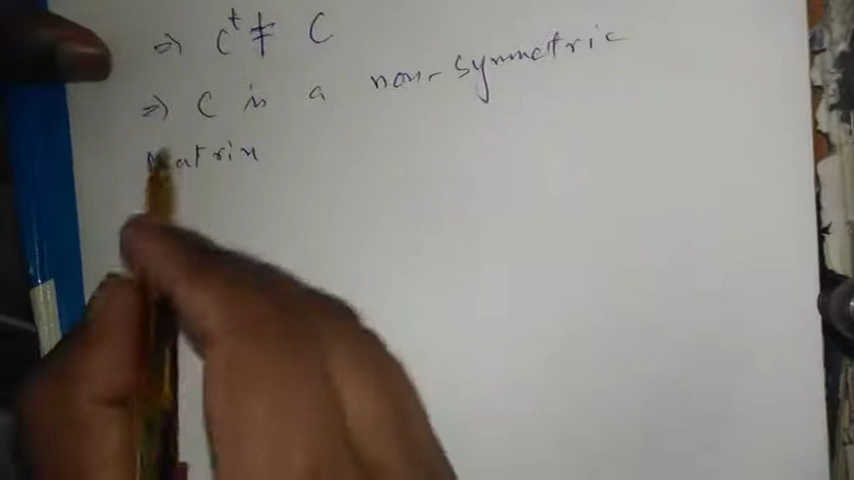 ⇒ Cᵗ ≠ C
⇒ C is a non-symmetric
Matrix